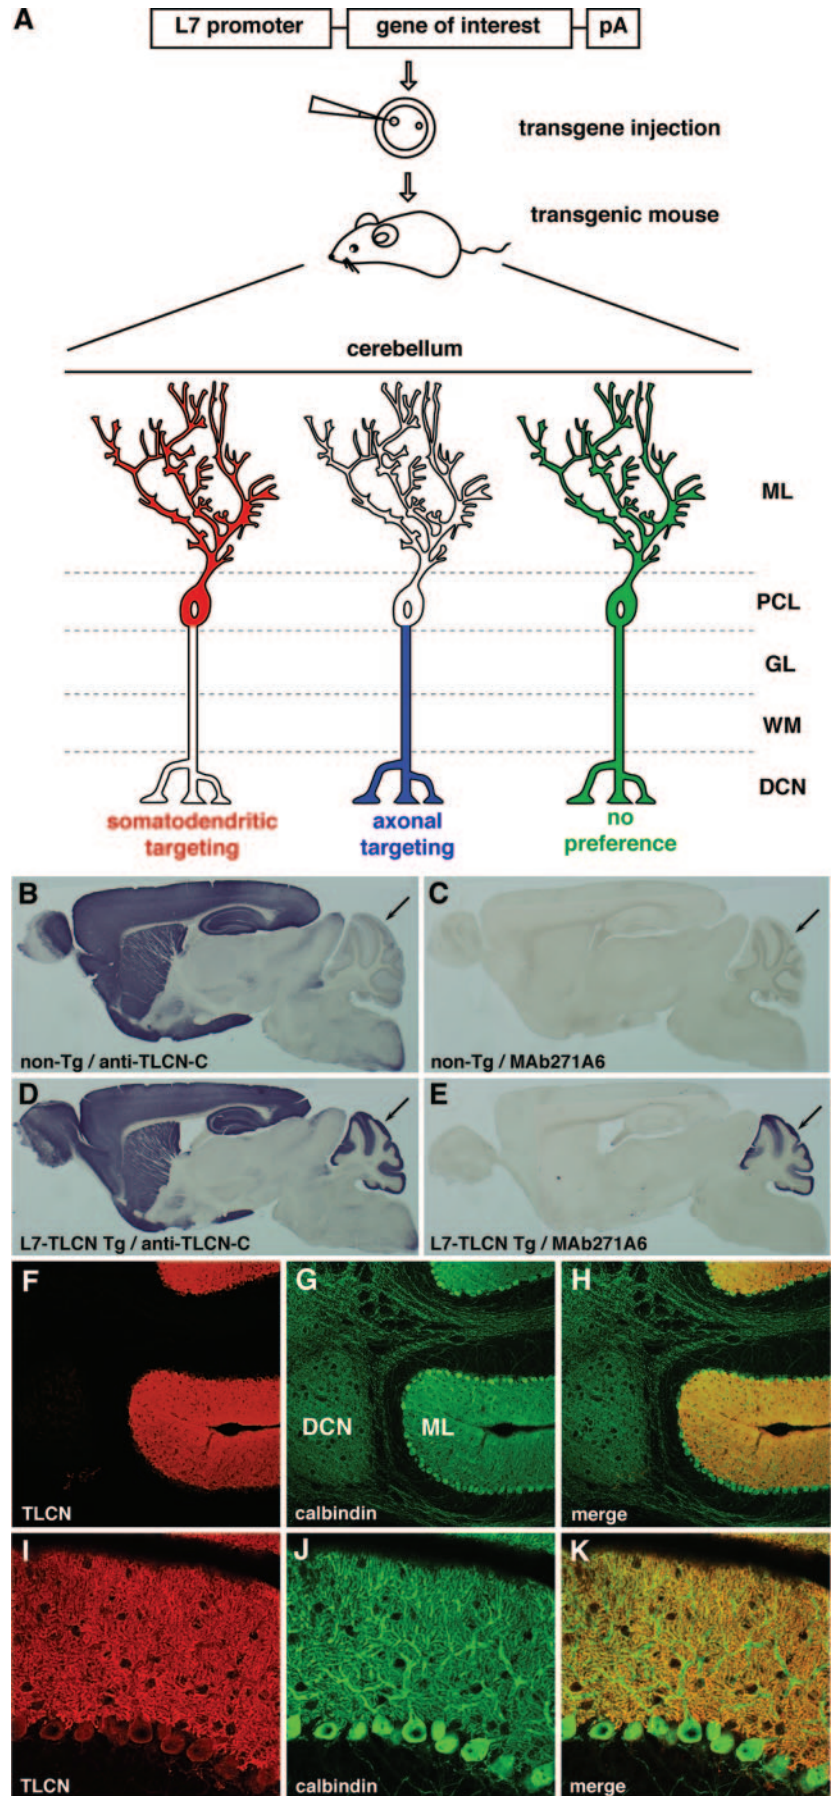 A
L7 promoter
gene of interest
pA
transgene injection
transgenic mouse
cerebellum
ML
PCL
GL
WM
DCN
somatodendritic
targeting
axonal
targeting
no
preference
B
non-Tg / anti-TLCN-C
C
non-Tg / MAb271A6
D
L7-TLCN Tg / anti-TLCN-C
E
L7-TLCN Tg / MAb271A6
F
TLCN
G
DCN
ML
calbindin
H
merge
I
TLCN
J
calbindin
K
merge